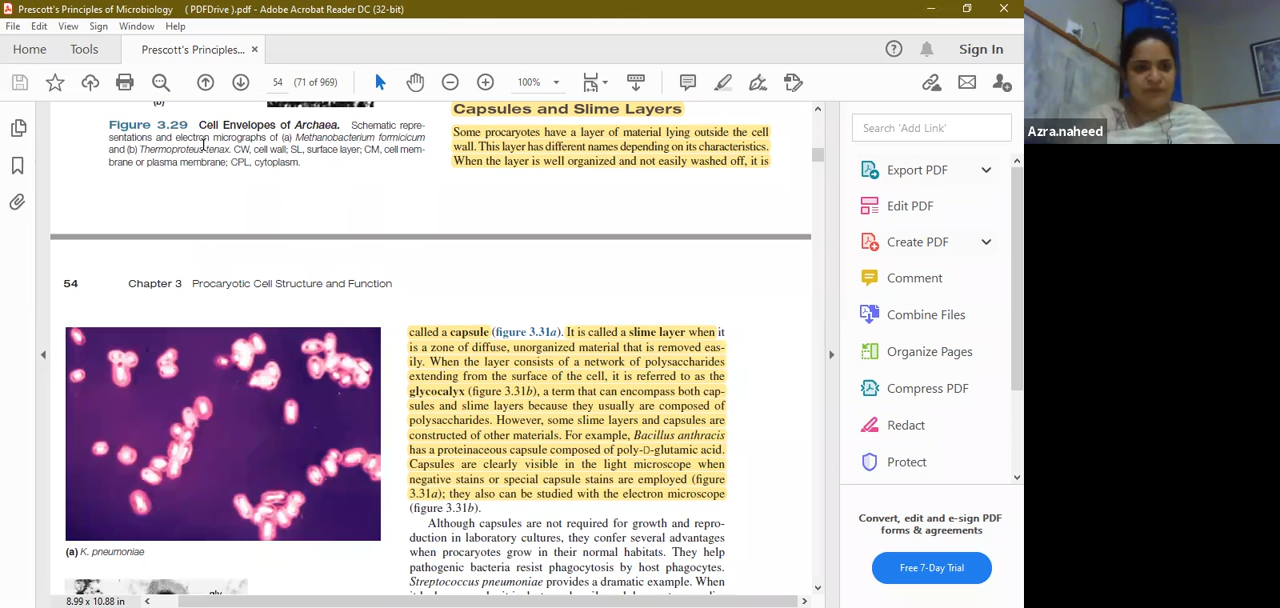 Prescott's Principles of Microbiology (PDFDrive ).pdf - Adobe Acrobat Reader DC (32-bit)
File Edit View Sign Window Help
Home Tools Prescott's Principles... × Sign In
54 (71 of 969) 100%
(b)
Figure 3.29 Cell Envelopes of Archaea. Schematic repre-
sentations and electron micrographs of (a) Methanobacterium formicicum
and (b) Thermoproteus tenax. CW, cell wall; SL, surface layer; CM, cell mem-
brane or plasma membrane; CPL, cytoplasm.
Capsules and Slime Layers
Some procaryotes have a layer of material lying outside the cell
wall. This layer has different names depending on its characteristics.
When the layer is well organized and not easily washed off, it is
54 Chapter 3 Procaryotic Cell Structure and Function
(a) K. pneumoniae
called a capsule (figure 3.31a). It is called a slime layer when it
is a zone of diffuse, unorganized material that is removed eas-
ily. When the layer consists of a network of polysaccharides
extending from the surface of the cell, it is referred to as the
glycocalyx (figure 3.31b), a term that can encompass both cap-
sules and slime layers because they usually are composed of
polysaccharides. However, some slime layers and capsules are
constructed of other materials. For example, Bacillus anthracis
has a proteinaceous capsule composed of poly-D-glutamic acid.
Capsules are clearly visible in the light microscope when
negative stains or special capsule stains are employed (figure
3.31a); they also can be studied with the electron microscope
(figure 3.31b).
Although capsules are not required for growth and repro-
duction in laboratory cultures, they confer several advantages
when procaryotes grow in their normal habitats. They help
pathogenic bacteria resist phagocytosis by host phagocytes.
Streptococcus pneumoniae provides a dramatic example. When
8.99 x 10.88 in
Search 'Add Link'
Export PDF
Edit PDF
Create PDF
Comment
Combine Files
Organize Pages
Compress PDF
Redact
Protect
Convert, edit and e-sign PDF
forms & agreements
Free 7-Day Trial
Azra.naheed